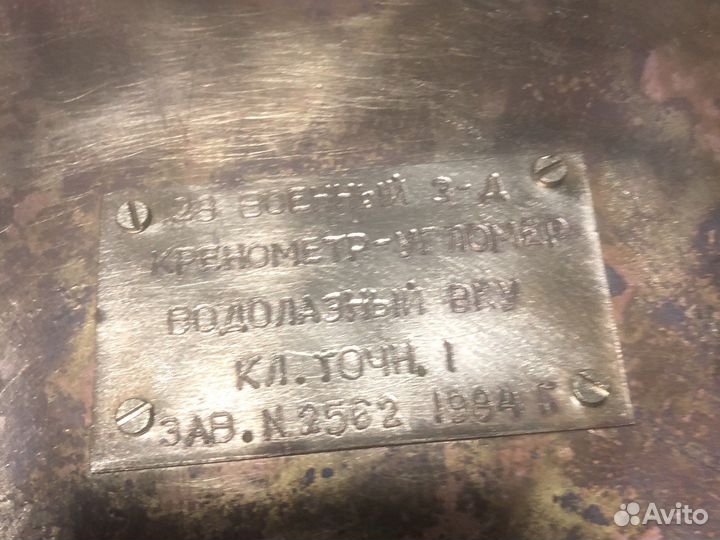 28 ВОЕННЫЙ З-Д
КРЕНОМЕТР-УГЛОМЕР
ВОДОЛАЗНЫЙ ВКУ
КЛ. ТОЧН. 1
ЗАВ. N 2562 1984 Г
Avito